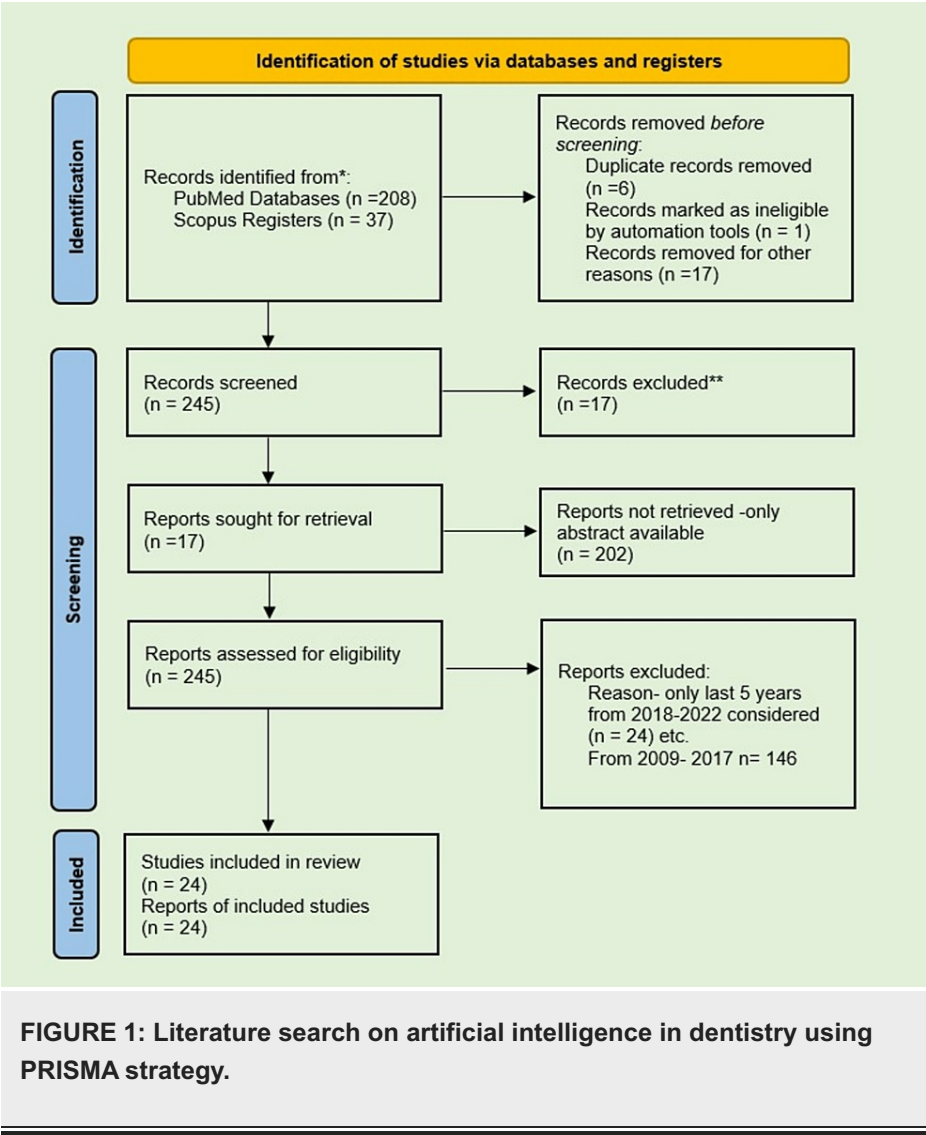 Identification of studies via databases and registers
Identification
Records identified from*:
PubMed Databases (n =208)
Scopus Registers (n = 37)
Records removed before
screening:
Duplicate records removed
(n =6)
Records marked as ineligible
by automation tools (n = 1)
Records removed for other
reasons (n =17)
Screening
Records screened
(n = 245)
Records excluded**
(n =17)
Reports sought for retrieval
(n =17)
Reports not retrieved -only
abstract available
(n = 202)
Reports assessed for eligibility
(n = 245)
Reports excluded:
Reason- only last 5 years
from 2018-2022 considered
(n = 24) etc.
From 2009- 2017 n= 146
Included
Studies included in review
(n = 24)
Reports of included studies
(n = 24)
FIGURE 1: Literature search on artificial intelligence in dentistry using
PRISMA strategy.